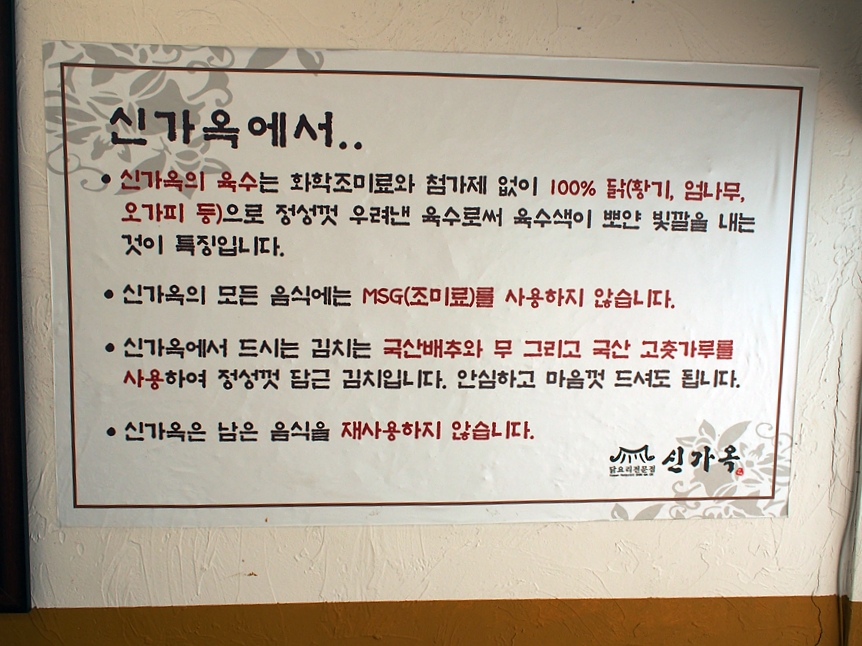 신가옥에서..
• 신가옥의 육수는 화학조미료와 첨가제 없이 100% 닭(황기, 엄나무,
오가피 등)으로 정성껏 우려낸 육수로써 육수색이 뽀얀 빛깔을 내는
것이 특징입니다.
• 신가옥의 모든 음식에는 MSG(조미료)를 사용하지 않습니다.
• 신가옥에서 드시는 김치는 국산배추와 무 그리고 국산 고춧가루를
사용하여 정성껏 담근 김치입니다. 안심하고 마음껏 드셔도 됩니다.
• 신가옥은 남은 음식을 재사용하지 않습니다.
닭요리전문점 신가옥